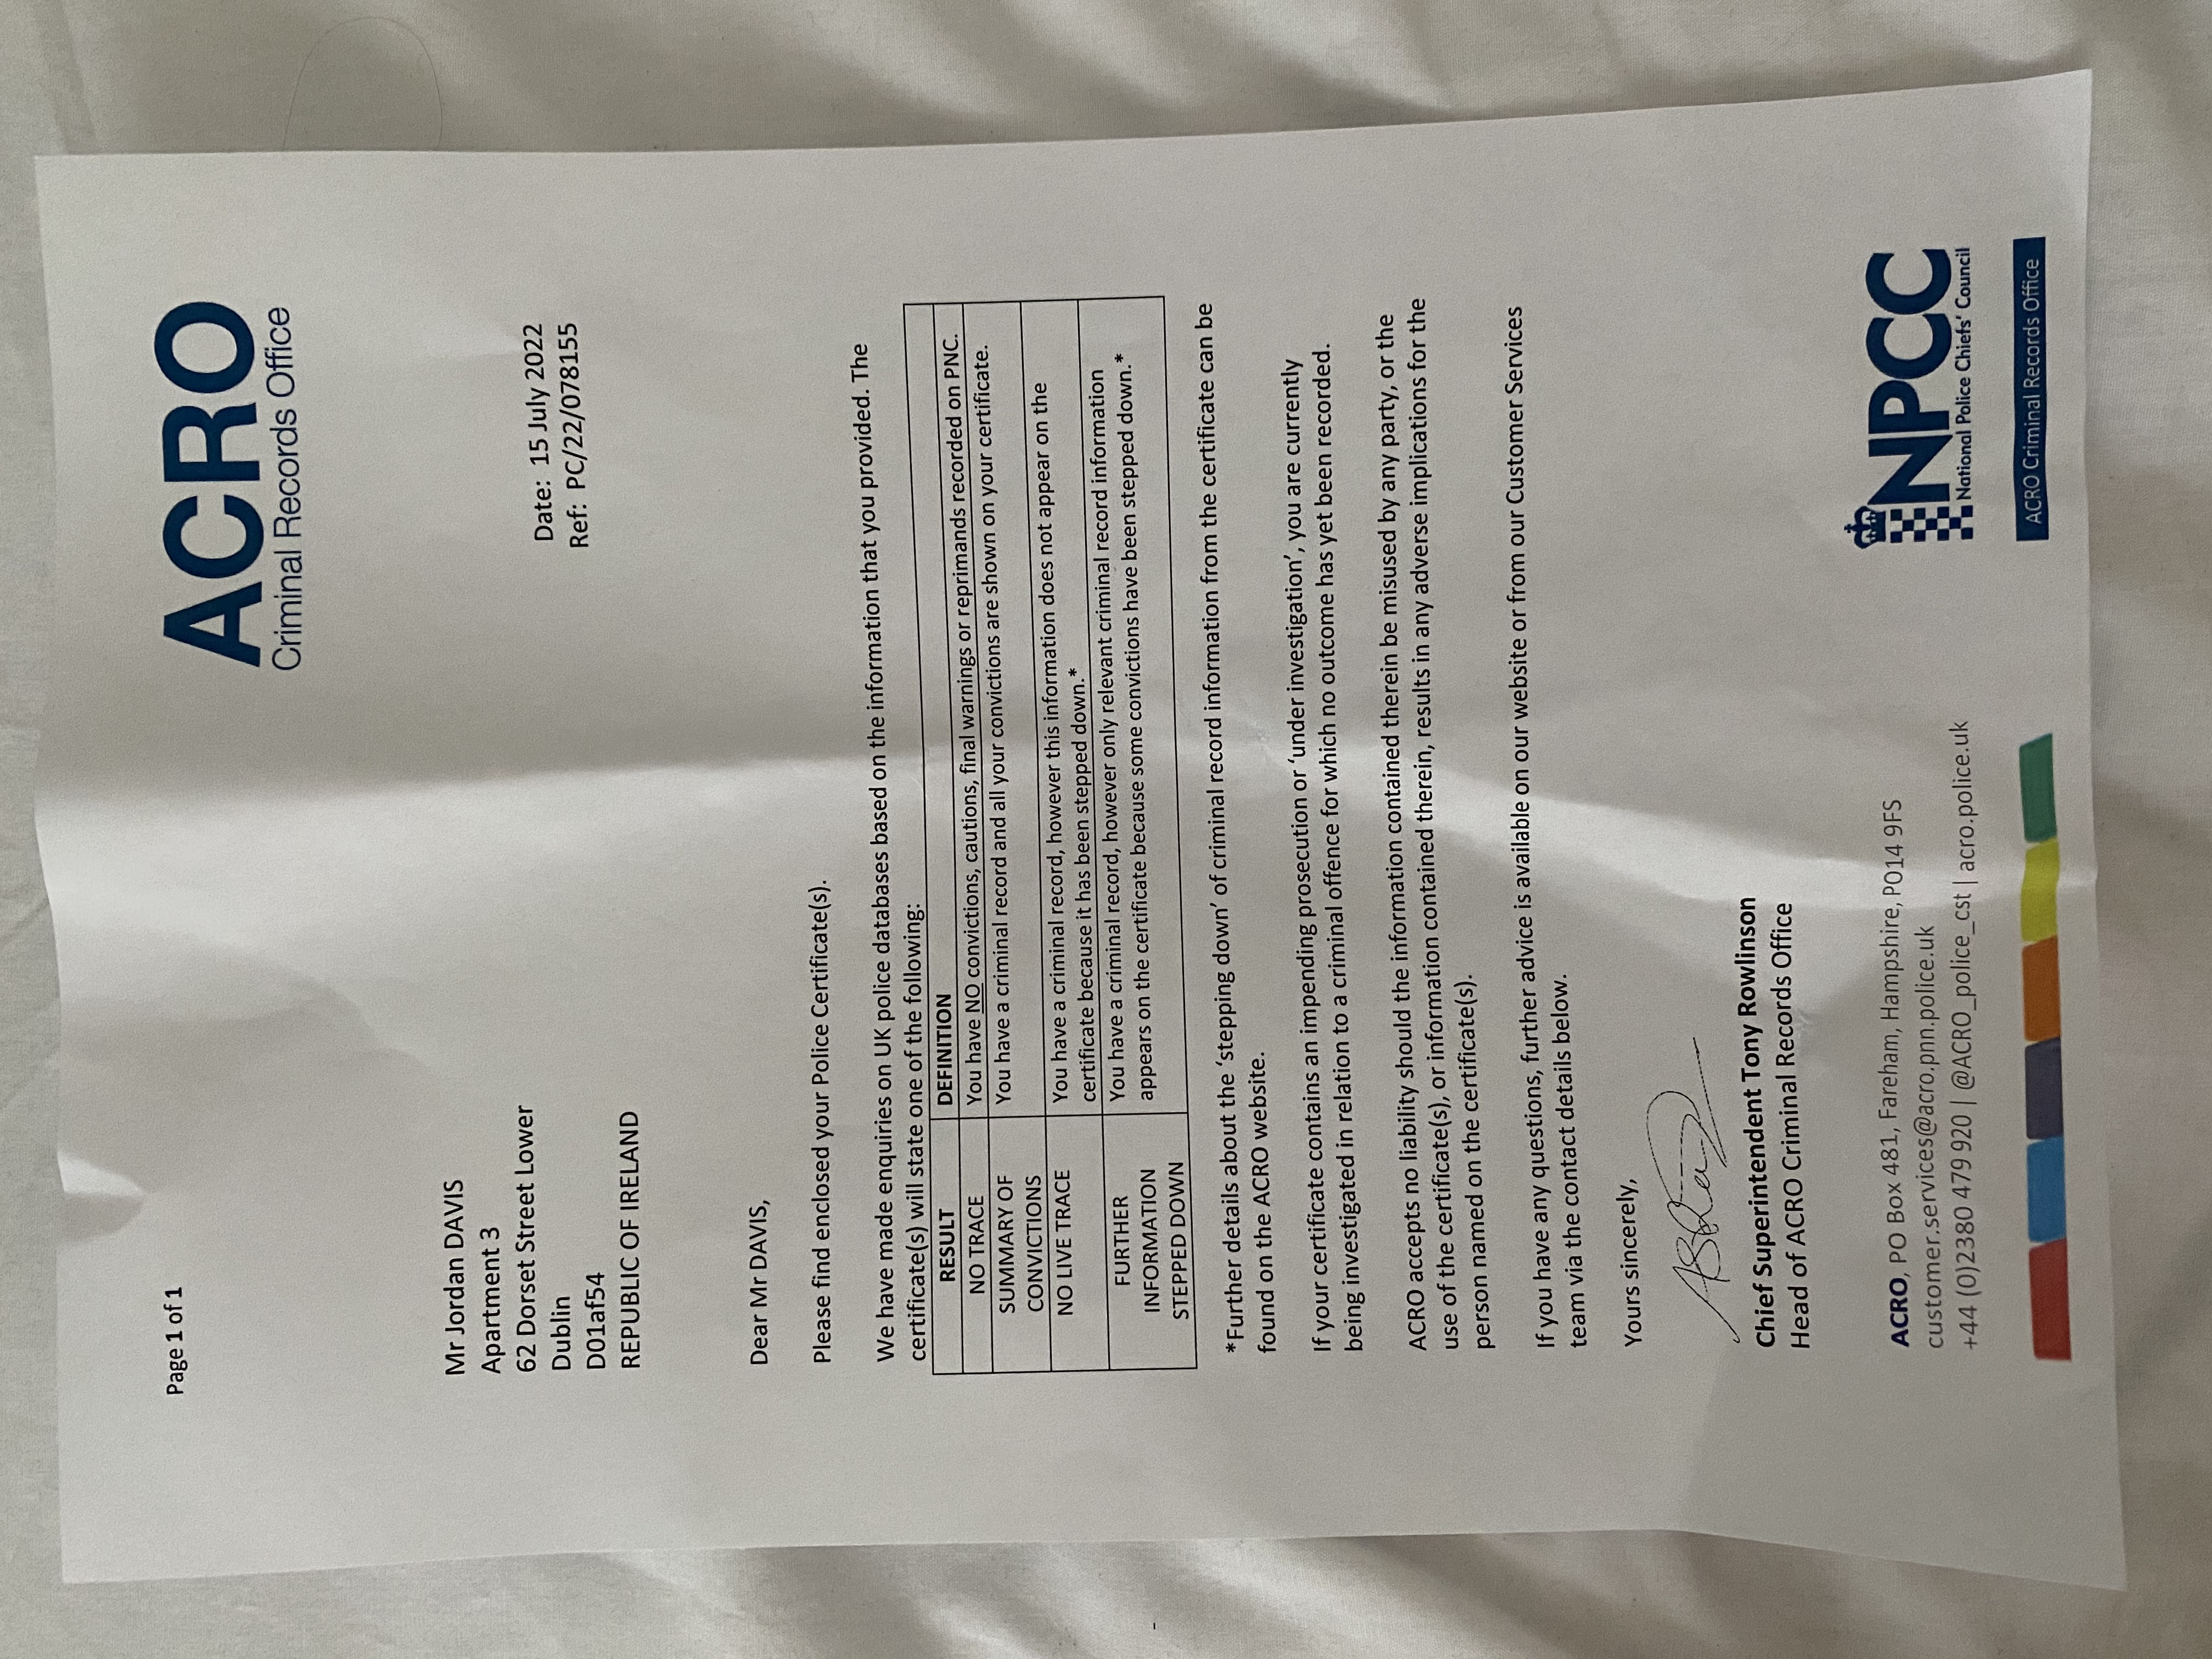 Page 1 of 1
ACRO
Criminal Records Office
Mr Jordan DAVIS
Apartment 3
62 Dorset Street Lower
Dublin
D01af54
REPUBLIC OF IRELAND
Date: 15 July 2022
Ref: PC/22/078155
Dear Mr DAVIS,
Please find enclosed your Police Certificate(s).
We have made enquiries on UK police databases based on the information that you provided. The
certificate(s) will state one of the following:
RESULT DEFINITION
NO TRACE You have NO convictions, cautions, final warnings or reprimands recorded on PNC.
SUMMARY OF You have a criminal record and all your convictions are shown on your certificate.
CONVICTIONS
NO LIVE TRACE You have a criminal record, however this information does not appear on the
certificate because it has been stepped down.*
FURTHER You have a criminal record, however only relevant criminal record information
INFORMATION appears on the certificate because some convictions have been stepped down.*
STEPPED DOWN
*Further details about the ‘stepping down’ of criminal record information from the certificate can be
found on the ACRO website.
If your certificate contains an impending prosecution or ‘under investigation’, you are currently
being investigated in relation to a criminal offence for which no outcome has yet been recorded.
ACRO accepts no liability should the information contained therein be misused by any party, or the
use of the certificate(s), or information contained therein, results in any adverse implications for the
person named on the certificate(s).
If you have any questions, further advice is available on our website or from our Customer Services
team via the contact details below.
Yours sincerely,
Chief Superintendent Tony Rowlinson
Head of ACRO Criminal Records Office
ACRO, PO Box 481, Fareham, Hampshire, PO14 9FS
customer.services@acro.pnn.police.uk
+44 (0)2380 479 920 | @ACRO_police_cst | acro.police.uk
NPCC
National Police Chiefs' Council
ACRO Criminal Records Office